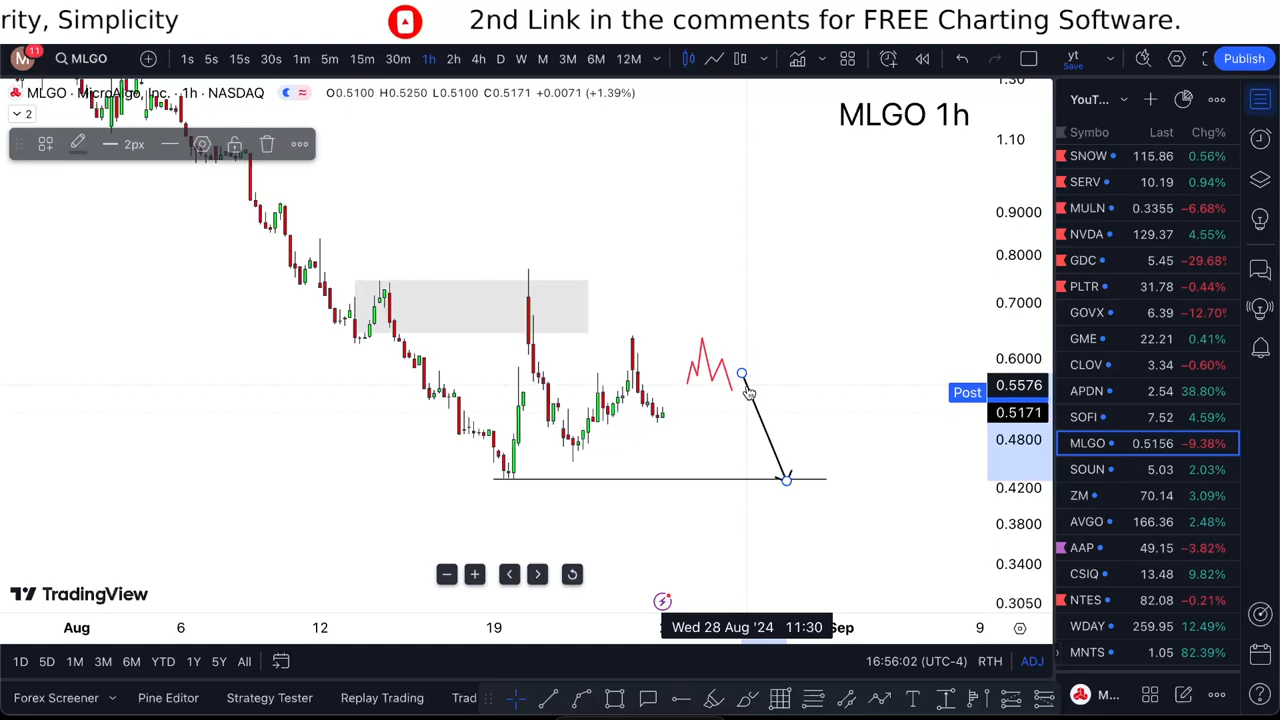 rity, Simplicity
2nd Link in the comments for FREE Charting Software.
M 11 MLGO 1s 5s 15s 30s 1m 5m 15m 30m 1h 2h 4h D W M 3M 6M 12M yt Save Publish
MLGO · MicroAlgo, Inc. · 1h · NASDAQ O0.5100 H0.5250 L0.5100 C0.5171 +0.0071 (+1.39%)
2
2px
MLGO 1h
1.30
1.10
0.9000
0.8000
0.7000
0.6000
0.5576
Post
0.5171
0.4800
0.4200
0.3800
0.3400
0.3050
YouT...
Symbo Last Chg%
SNOW 115.86 0.56%
SERV 10.19 0.94%
MULN 0.3355 −6.68%
NVDA 129.37 4.55%
GDC 5.45 −29.68%
PLTR 31.78 −0.44%
GOVX 6.39 −12.70%
GME 22.21 0.41%
CLOV 3.34 −0.60%
APDN 2.54 38.80%
SOFI 7.52 4.59%
MLGO 0.5156 −9.38%
SOUN 5.03 2.03%
ZM 70.14 3.09%
AVGO 166.36 2.48%
AAP 49.15 −3.82%
CSIQ 13.48 9.82%
NTES 82.08 −0.21%
WDAY 259.95 12.49%
MNTS 1.05 82.39%
TradingView
Aug 6 12 19 Wed 28 Aug '24 11:30 Sep 9
1D 5D 1M 3M 6M YTD 1Y 5Y All 16:56:02 (UTC-4) RTH ADJ
Forex Screener Pine Editor Strategy Tester Replay Trading Trad T M...